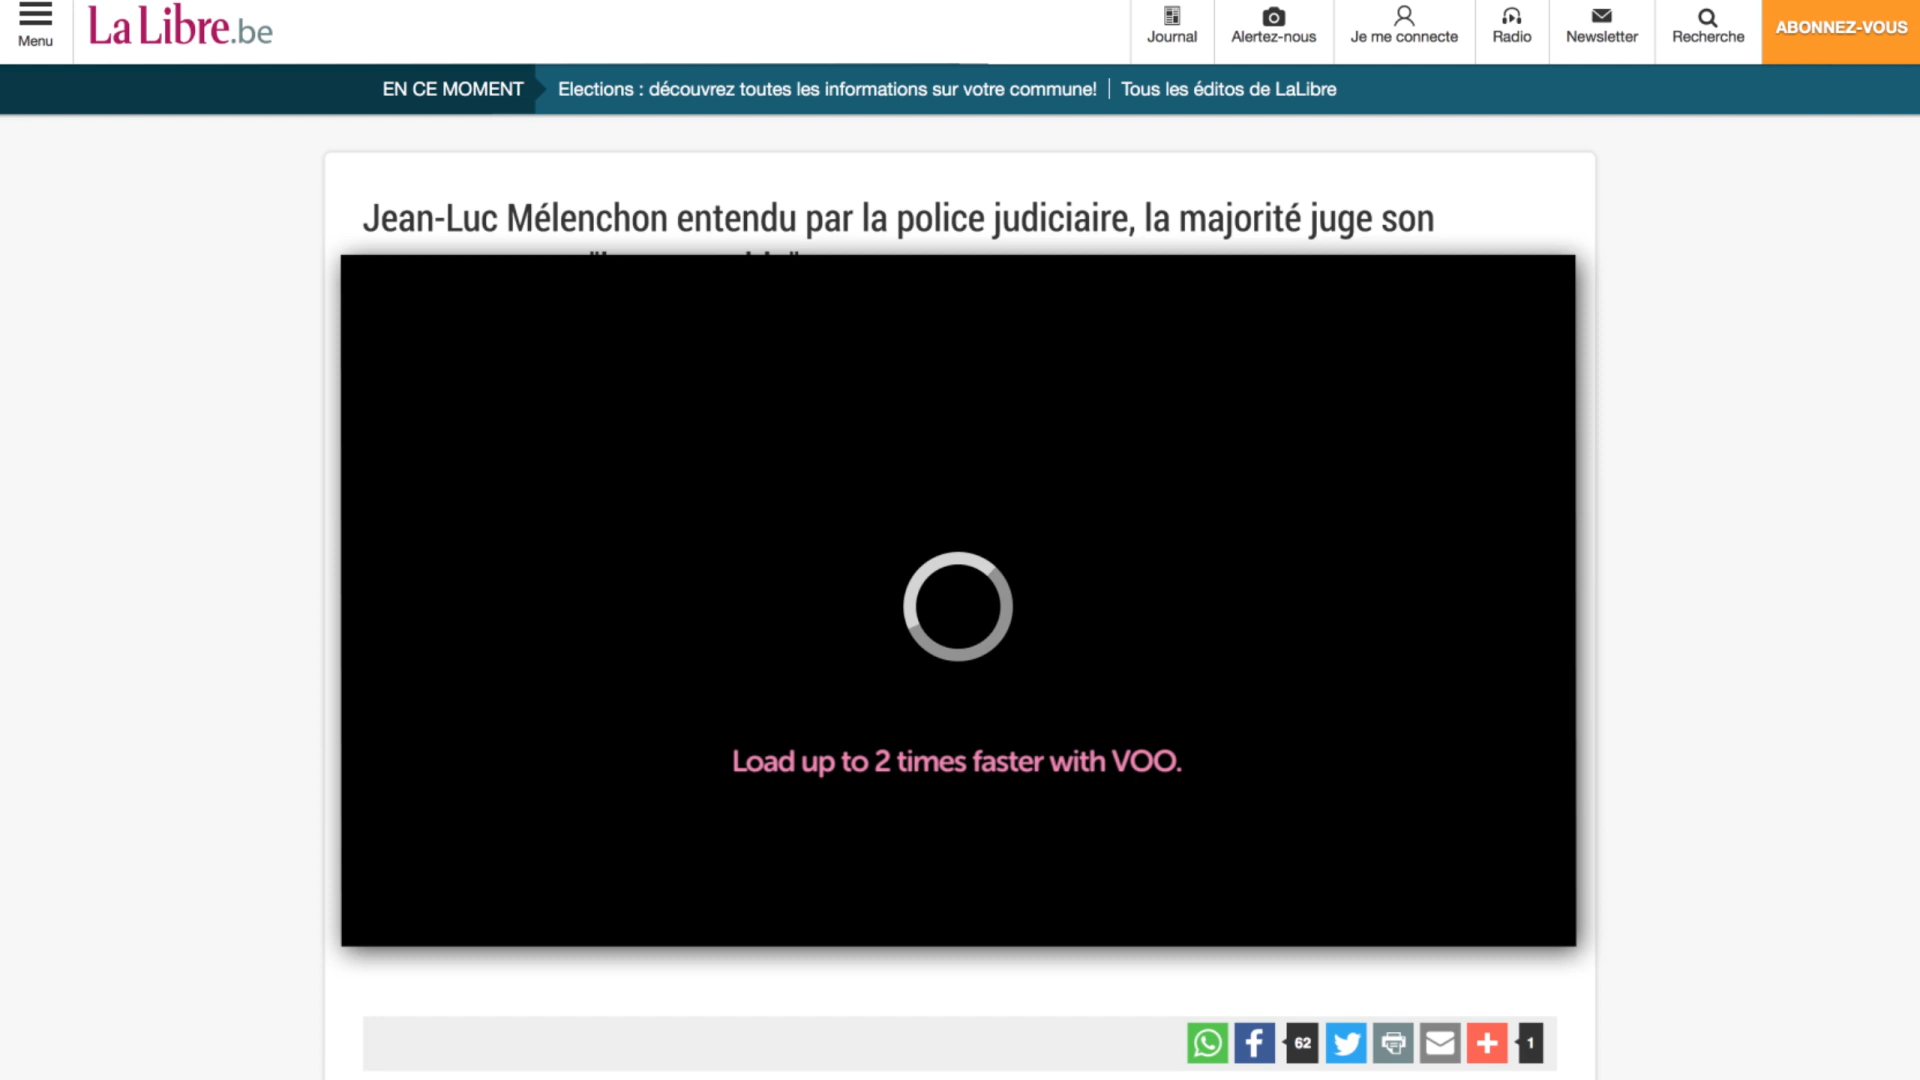 Menu
La Libre.be
Journal
Alertez-nous
Je me connecte
Radio
Newsletter
Recherche
ABONNEZ-VOUS
EN CE MOMENT
Elections : découvrez toutes les informations sur votre commune!
Tous les éditos de LaLibre
Jean-Luc Mélenchon entendu par la police judiciaire, la majorité juge son
Load up to 2 times faster with VOO.
62
1